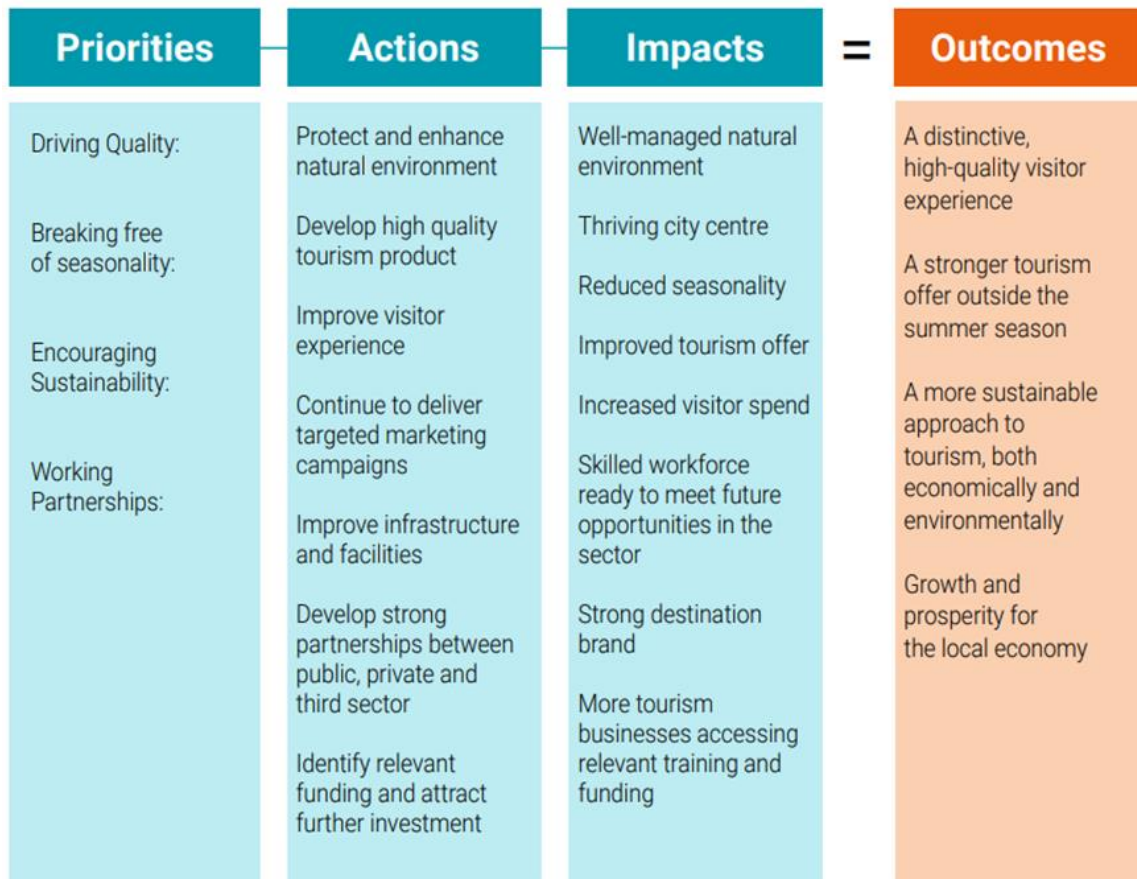 Priorities
Actions
Impacts
=
Outcomes
Driving Quality:
Breaking free
of seasonality:
Encouraging
Sustainability:
Working
Partnerships:
Protect and enhance
natural environment
Develop high quality
tourism product
Improve visitor
experience
Continue to deliver
targeted marketing
campaigns
Improve infrastructure
and facilities
Develop strong
partnerships between
public, private and
third sector
Identify relevant
funding and attract
further investment
Well-managed natural
environment
Thriving city centre
Reduced seasonality
Improved tourism offer
Increased visitor spend
Skilled workforce
ready to meet future
opportunities in the
sector
Strong destination
brand
More tourism
businesses accessing
relevant training and
funding
A distinctive,
high-quality visitor
experience
A stronger tourism
offer outside the
summer season
A more sustainable
approach to
tourism, both
economically and
environmentally
Growth and
prosperity for
the local economy